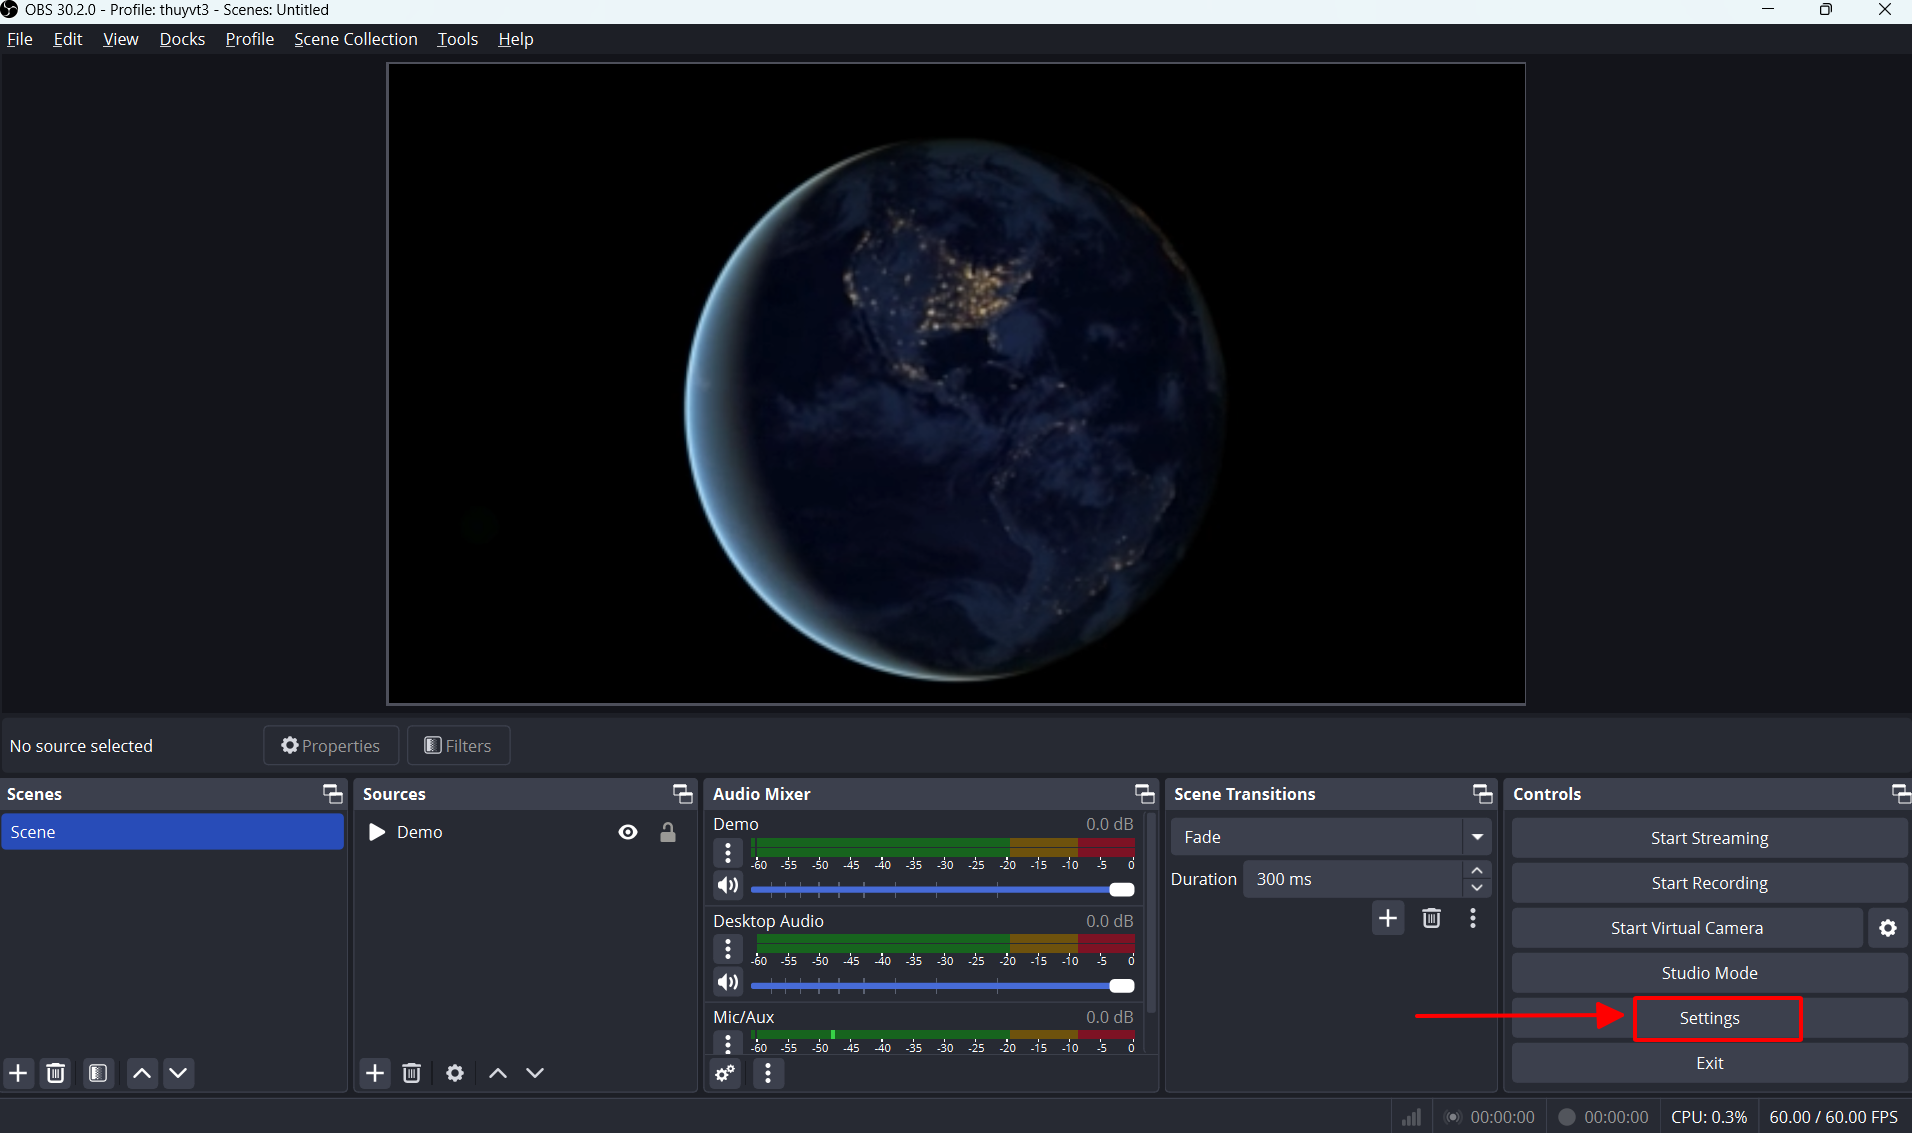 OBS 30.2.0 - Profile: thuyvt3 - Scenes: Untitled
File Edit View Docks Profile Scene Collection Tools Help
No source selected Properties Filters
Scenes
Scene
Sources
Demo
Audio Mixer
Demo 0.0 dB
-60 -55 -50 -45 -40 -35 -30 -25 -20 -15 -10 -5 0
Desktop Audio 0.0 dB
-60 -55 -50 -45 -40 -35 -30 -25 -20 -15 -10 -5 0
Mic/Aux 0.0 dB
-60 -55 -50 -45 -40 -35 -30 -25 -20 -15 -10 -5 0
Scene Transitions
Fade
Duration 300 ms
Controls
Start Streaming
Start Recording
Start Virtual Camera
Studio Mode
Settings
Exit
00:00:00 00:00:00 CPU: 0.3% 60.00 / 60.00 FPS